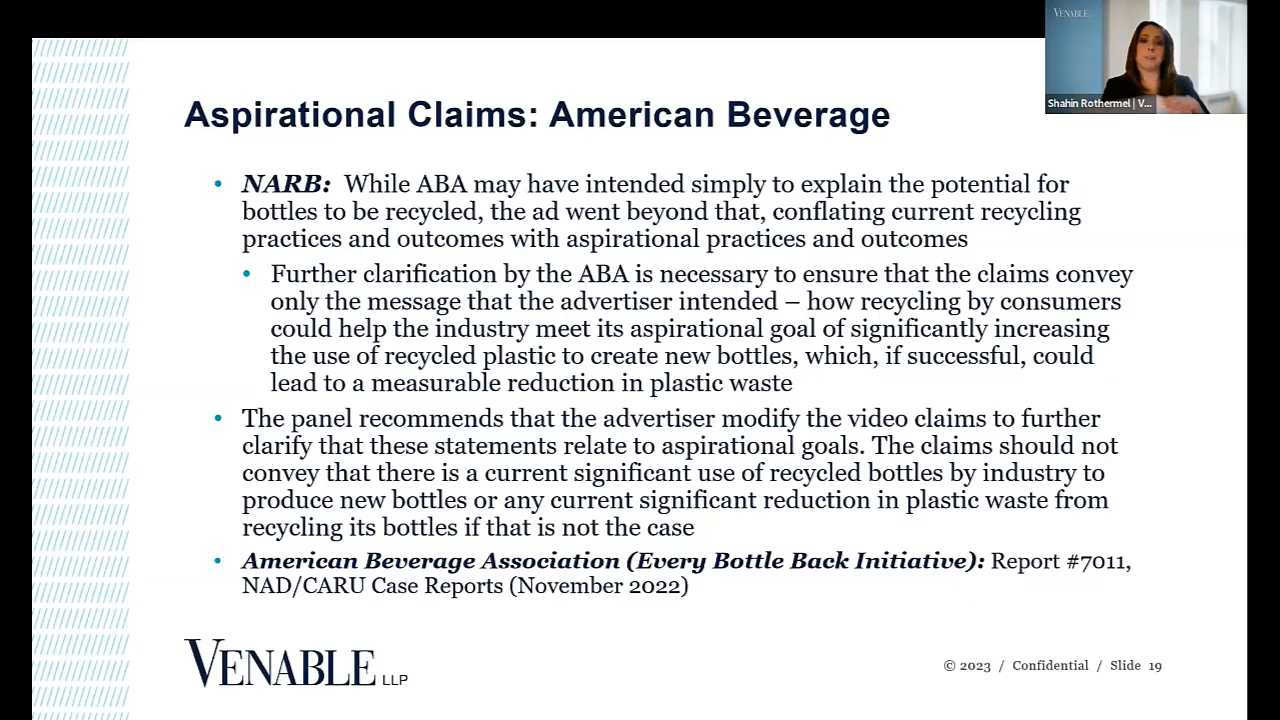 VENABLE
Shahin Rothermel | V...
Aspirational Claims: American Beverage
• NARB: While ABA may have intended simply to explain the potential for
bottles to be recycled, the ad went beyond that, conflating current recycling
practices and outcomes with aspirational practices and outcomes
• Further clarification by the ABA is necessary to ensure that the claims convey
only the message that the advertiser intended – how recycling by consumers
could help the industry meet its aspirational goal of significantly increasing
the use of recycled plastic to create new bottles, which, if successful, could
lead to a measurable reduction in plastic waste
• The panel recommends that the advertiser modify the video claims to further
clarify that these statements relate to aspirational goals. The claims should not
convey that there is a current significant use of recycled bottles by industry to
produce new bottles or any current significant reduction in plastic waste from
recycling its bottles if that is not the case
• American Beverage Association (Every Bottle Back Initiative): Report #7011,
NAD/CARU Case Reports (November 2022)
VENABLE LLP
© 2023 / Confidential / Slide 19